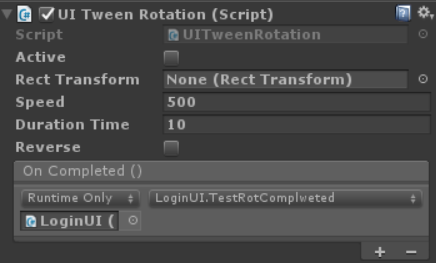 UI Tween Rotation (Script)
Script UITweenRotation
Active
Rect Transform None (Rect Transform)
Speed 500
Duration Time 10
Reverse
On Completed ()
Runtime Only LoginUI.TestRotComplweted
LoginUI (